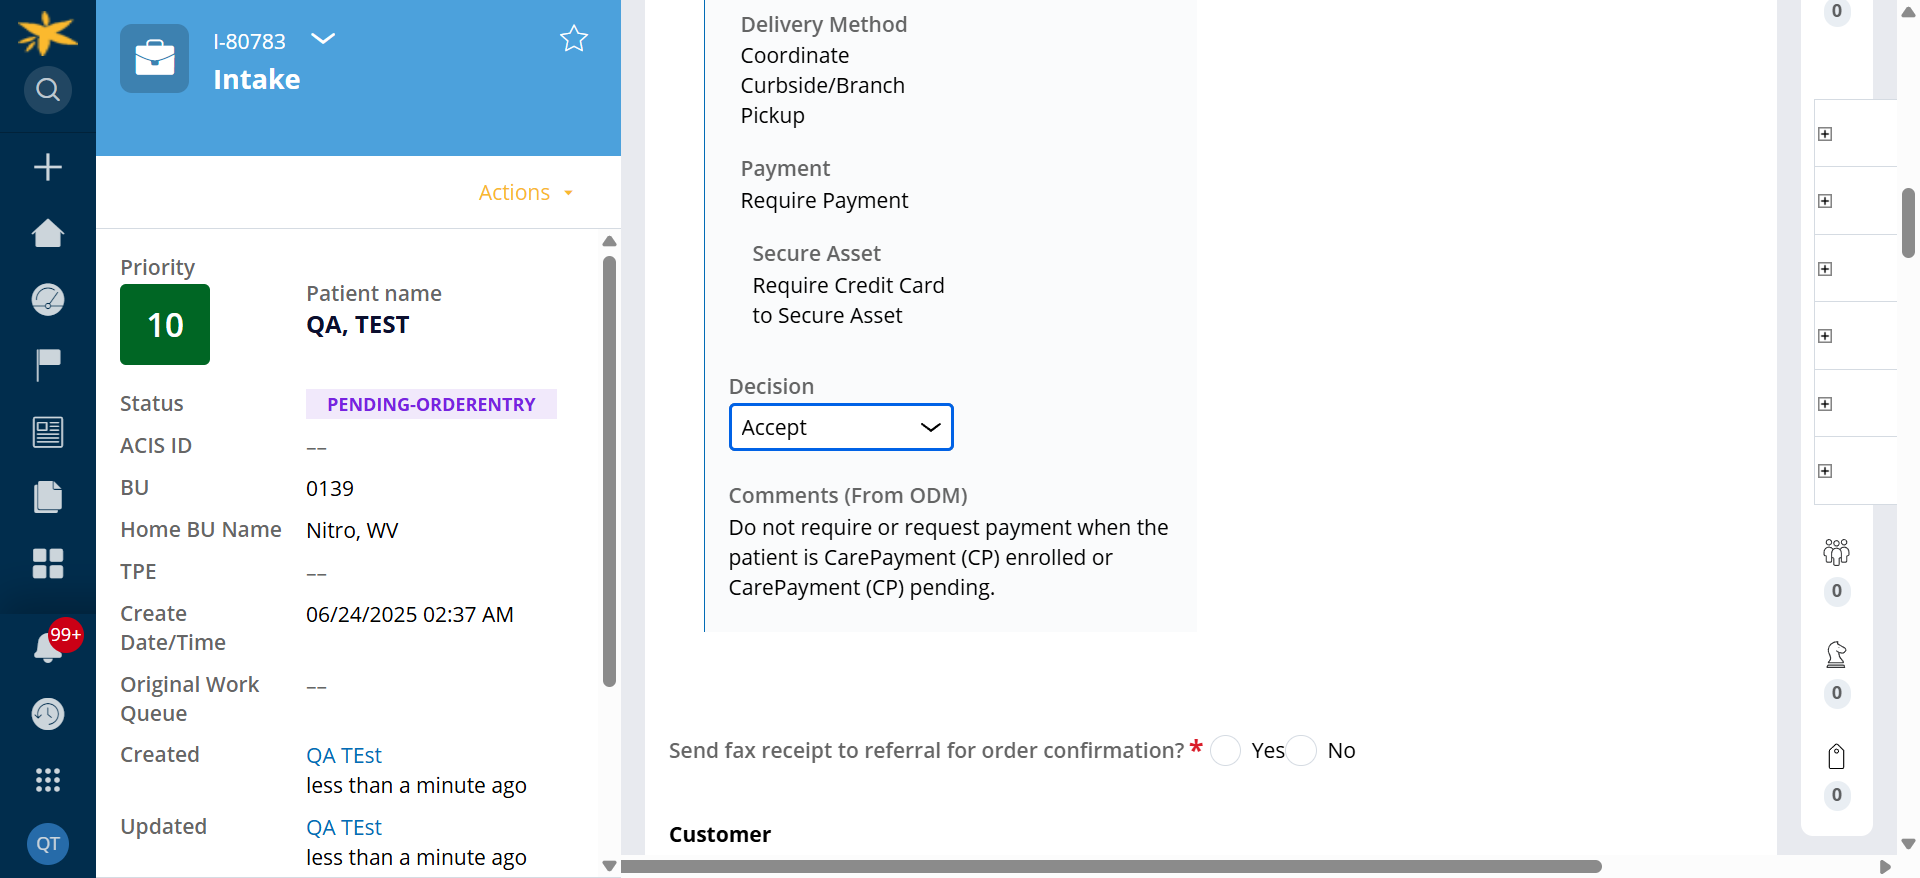 I-80783
Intake
Actions
Priority
10
Patient name
QA, TEST
Status
PENDING-ORDERENTRY
ACIS ID
––
BU
0139
Home BU Name
Nitro, WV
TPE
––
Create
Date/Time
06/24/2025 02:37 AM
Original Work
Queue
––
Created
QA TEst
less than a minute ago
Updated
QA TEst
less than a minute ago
99+
QT
Delivery Method
Coordinate
Curbside/Branch
Pickup
Payment
Require Payment
Secure Asset
Require Credit Card
to Secure Asset
Decision
Accept
Comments (From ODM)
Do not require or request payment when the
patient is CarePayment (CP) enrolled or
CarePayment (CP) pending.
Send fax receipt to referral for order confirmation? * Yes No
Customer
0
0
0
0